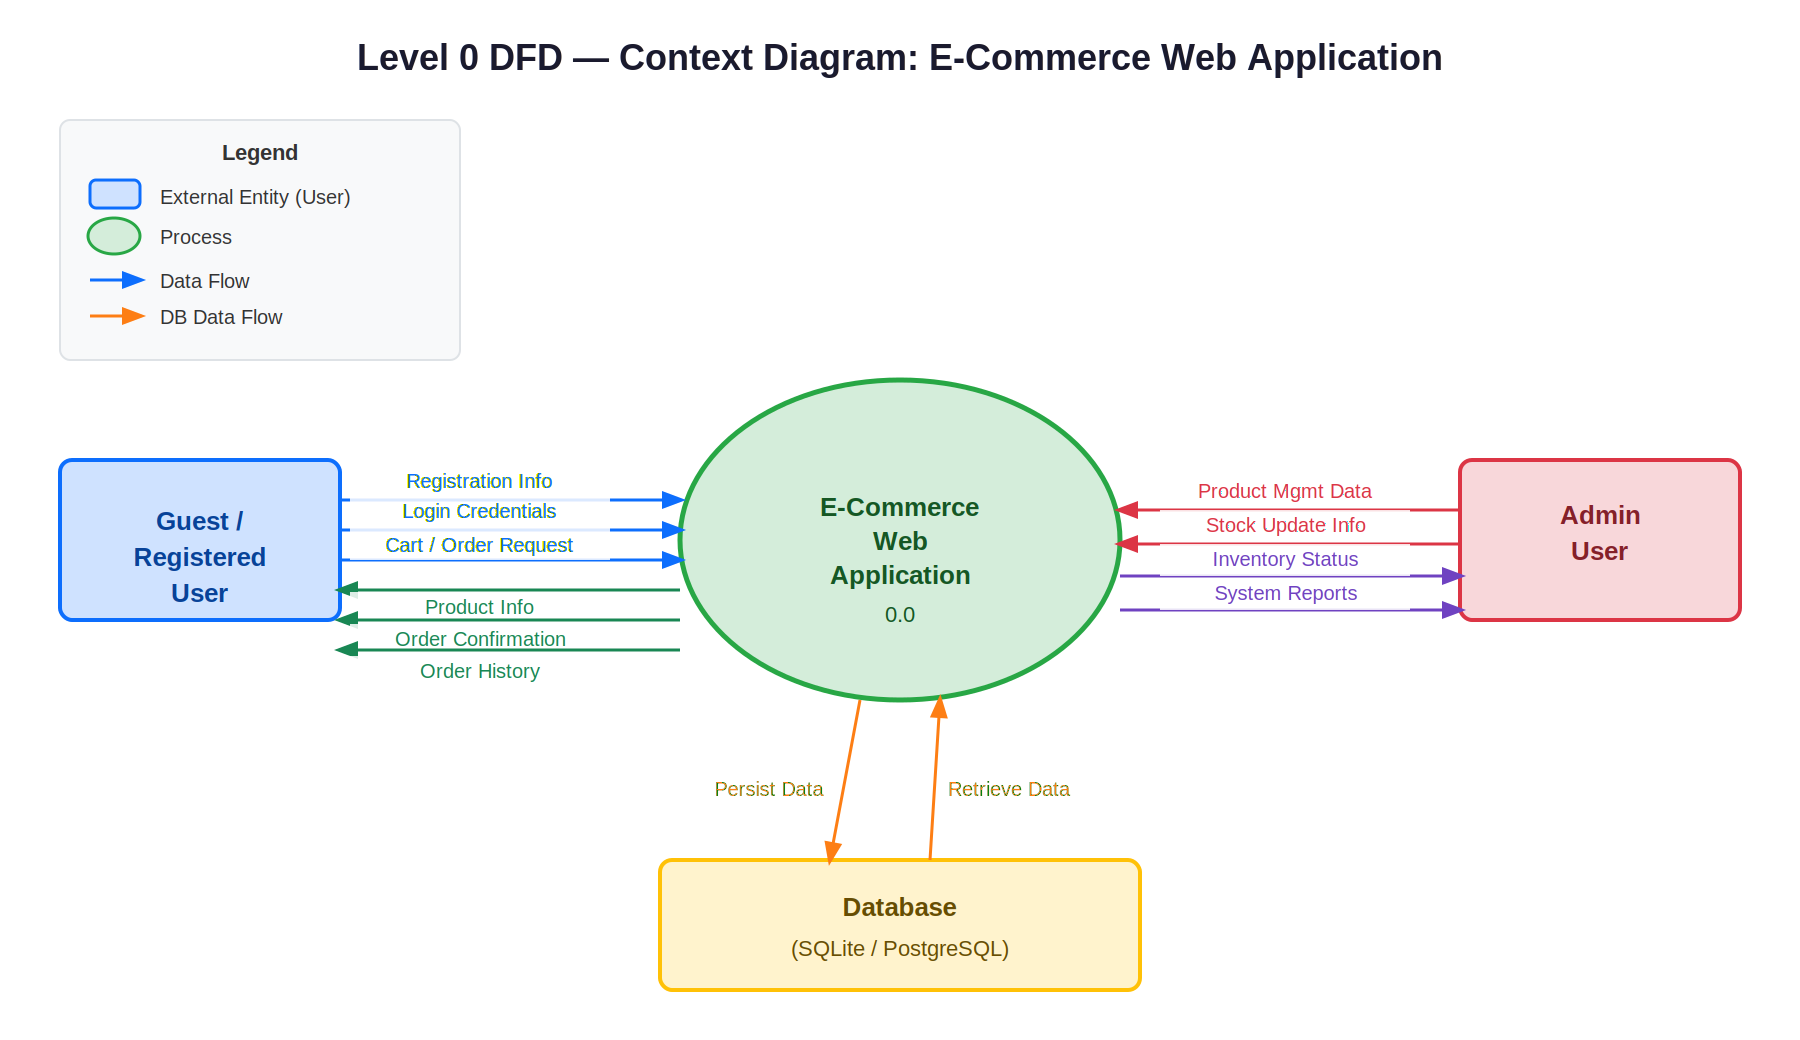 Level 0 DFD — Context Diagram: E-Commerce Web Application
Legend
External Entity (User)
Process
Data Flow
DB Data Flow
Guest /
Registered
User
Registration Info
Login Credentials
Cart / Order Request
Product Info
Order Confirmation
Order History
E-Commerce
Web
Application
0.0
Product Mgmt Data
Stock Update Info
Inventory Status
System Reports
Admin
User
Persist Data
Retrieve Data
Database
(SQLite / PostgreSQL)